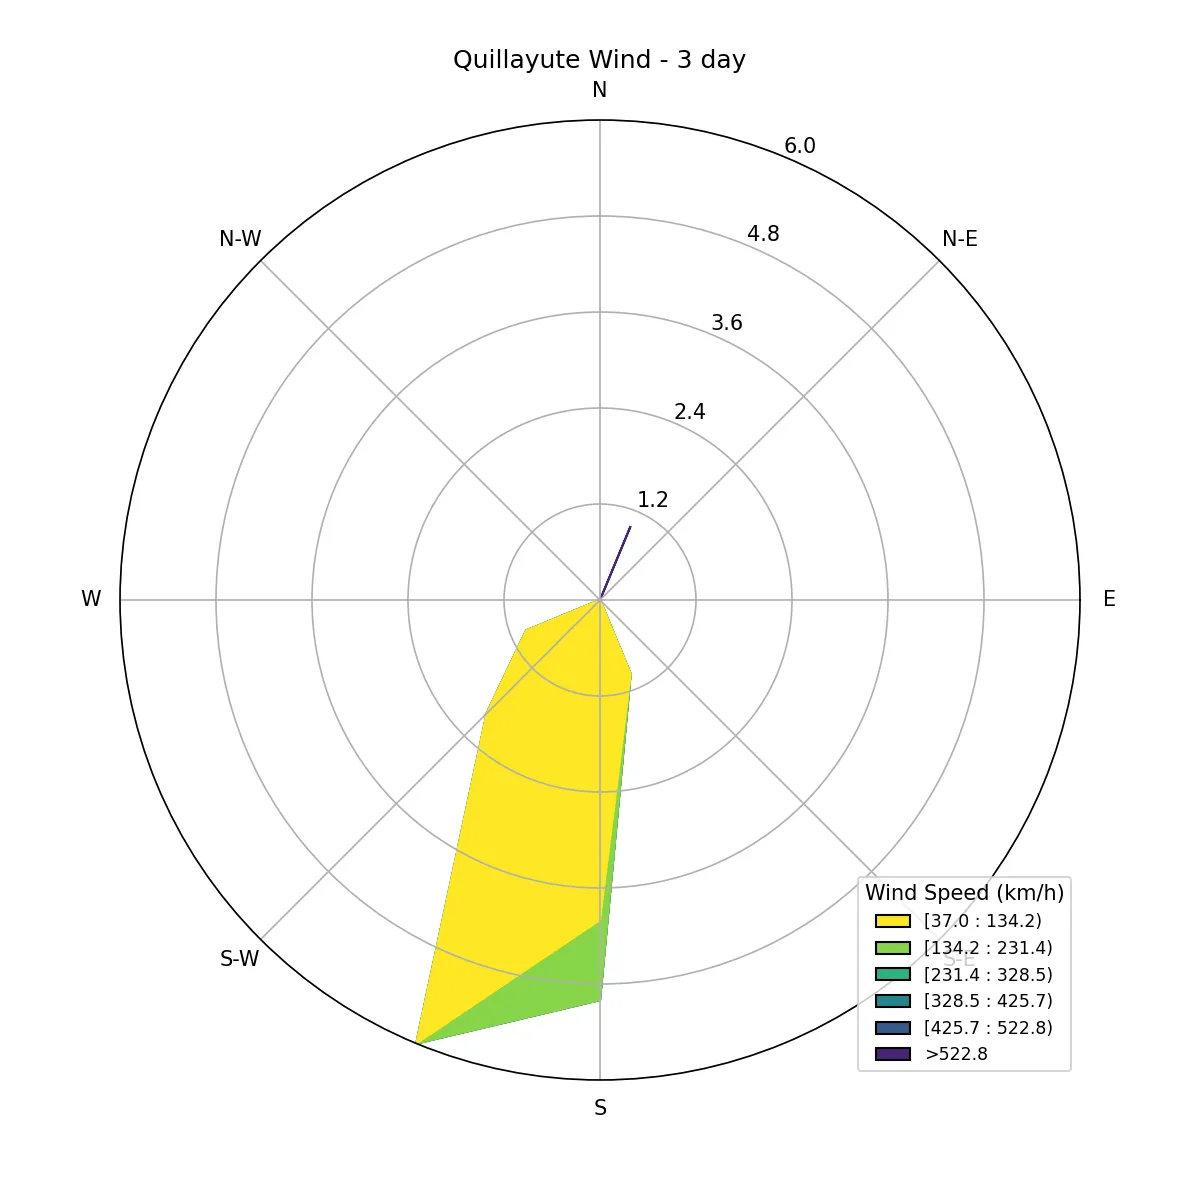 Quillayute Wind - 3 day
N
6.0
N-W
N-E
4.8
3.6
2.4
1.2
W
E
S-W
S-E
S
Wind Speed (km/h)
[37.0 : 134.2)
[134.2 : 231.4)
[231.4 : 328.5)
[328.5 : 425.7)
[425.7 : 522.8)
>522.8